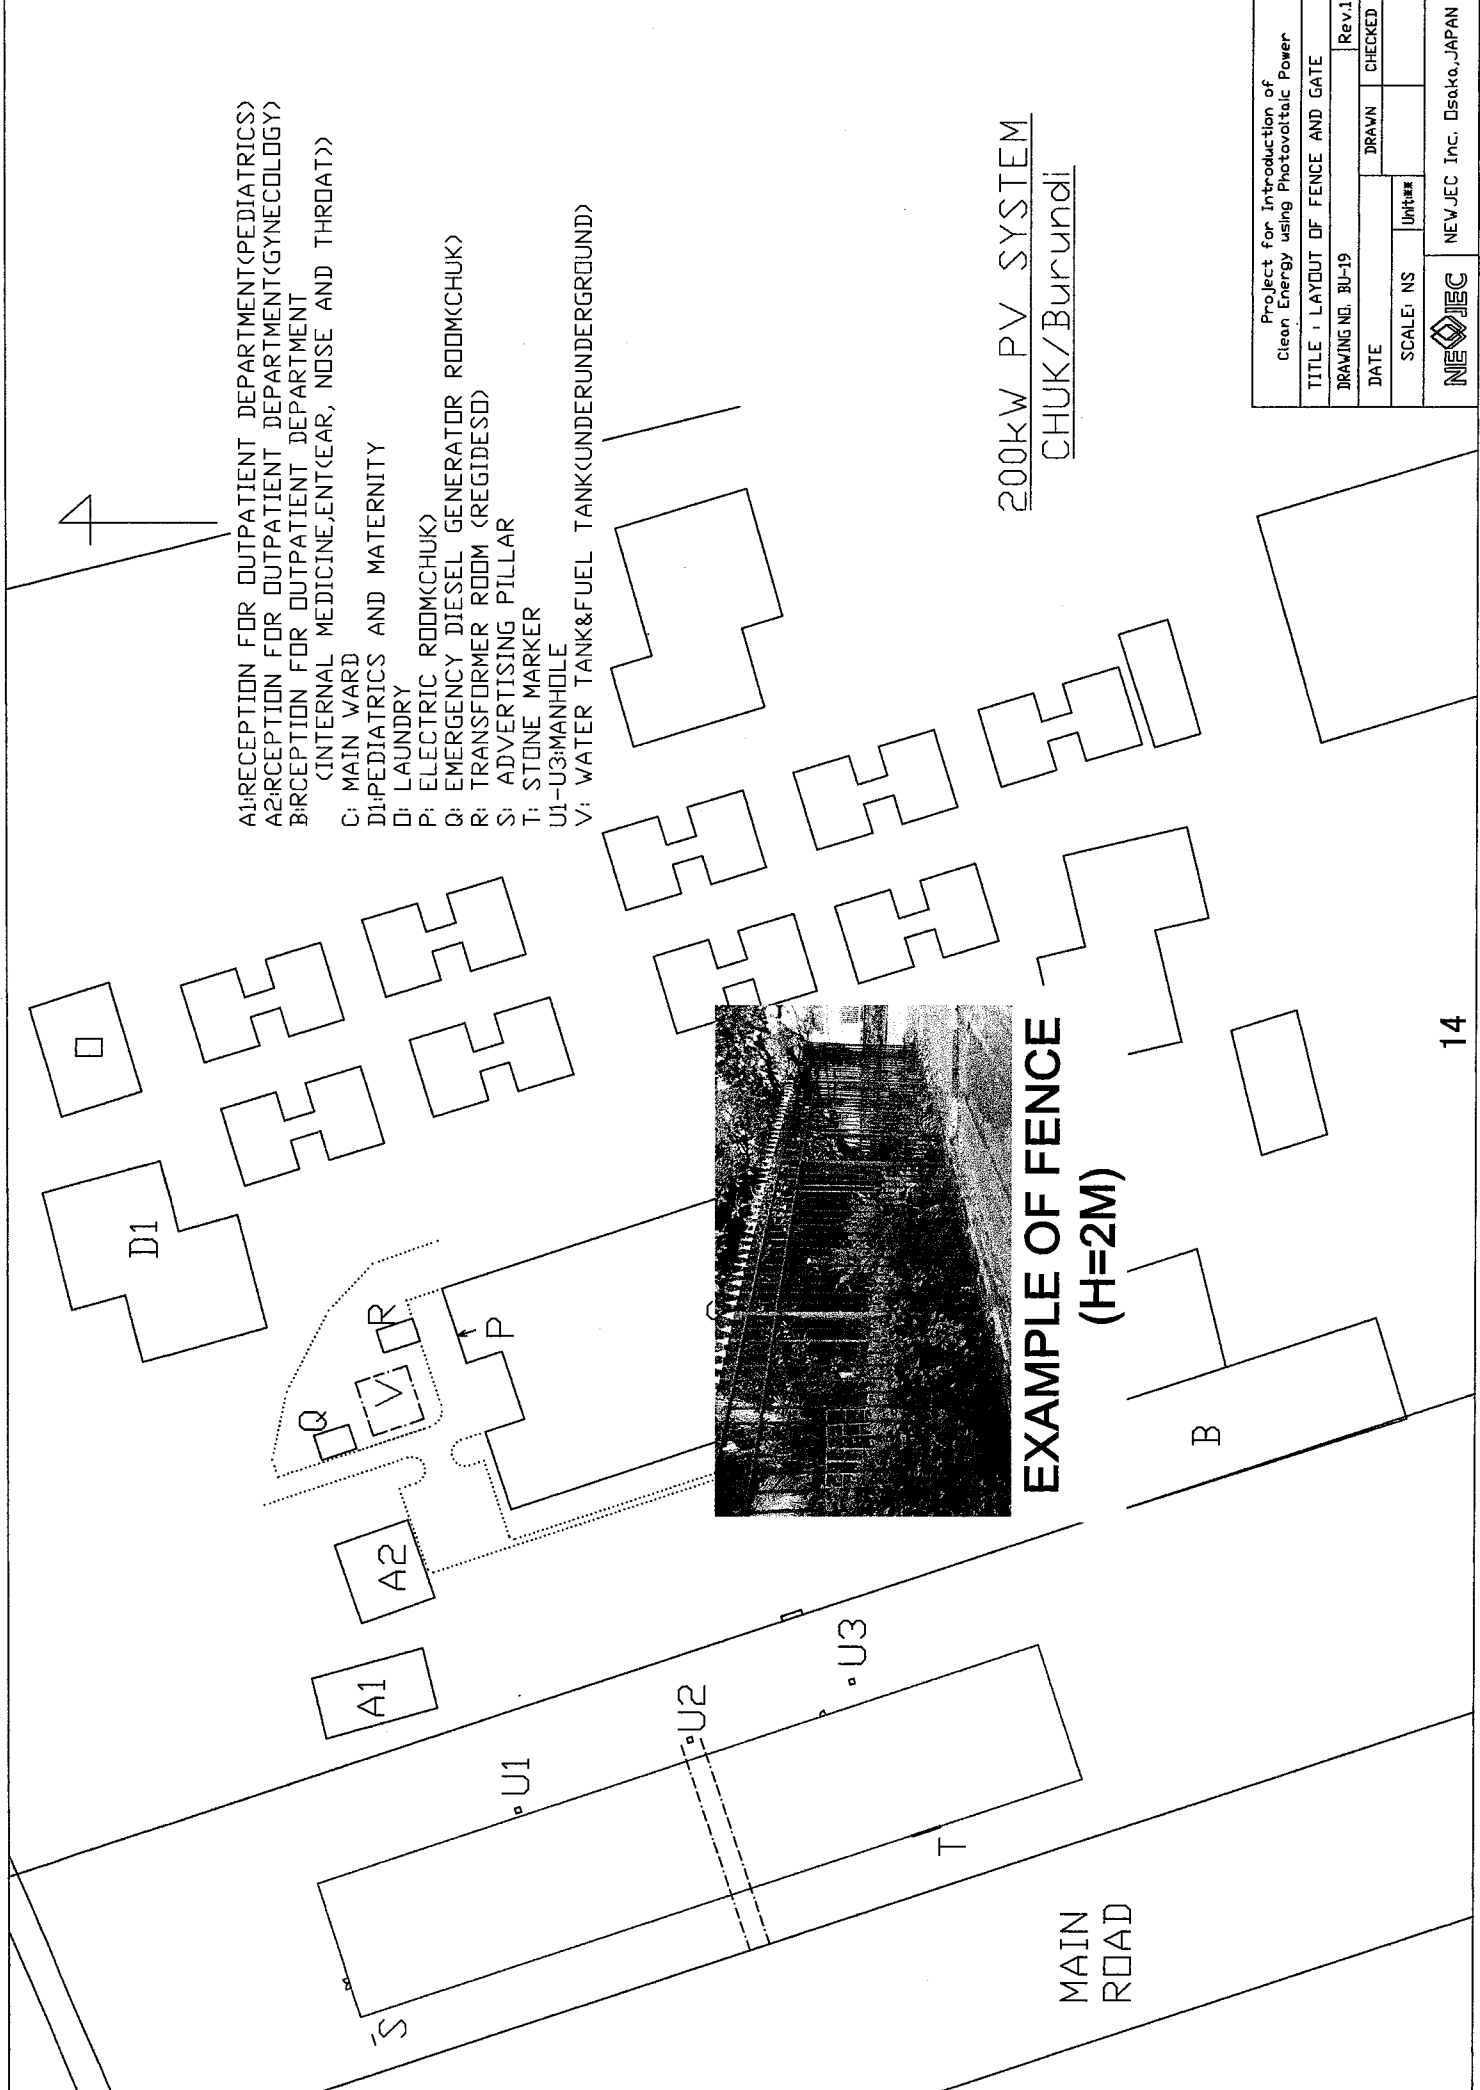 A1:RECEPTION FOR OUTPATIENT DEPARTMENT(PEDIATRICS)
A2:RCEPTION FOR OUTPATIENT DEPARTMENT(GYNECOLOGY)
B:RCEPTION FOR OUTPATIENT DEPARTMENT
(INTERNAL MEDICINE,ENT(EAR, NOSE AND THROAT))
C: MAIN WARD
D1:PEDIATRICS AND MATERNITY
O: LAUNDRY
P: ELECTRIC ROOM(CHUK)
Q: EMERGENCY DIESEL GENERATOR ROOM(CHUK)
R: TRANSFORMER ROOM (REGIDESO)
S: ADVERTISING PILLAR
T: STONE MARKER
U1-U3:MANHOLE
V: WATER TANK&FUEL TANK(UNDERUNDERGROUND)
O
D1
Q
V
R
P
A2
A1
U1
U2
U3
S
T
B
MAIN
ROAD
EXAMPLE OF FENCE
(H=2M)
200kW PV SYSTEM
CHUK/Burundi
Project for Introduction of
Clean Energy using Photovoltaic Power
TITLE : LAYOUT OF FENCE AND GATE
DRAWING NO. BU-19 Rev.1
DATE DRAWN CHECKED
SCALE: NS Unit:**
NEWJEC NEWJEC Inc. Osaka,JAPAN
14